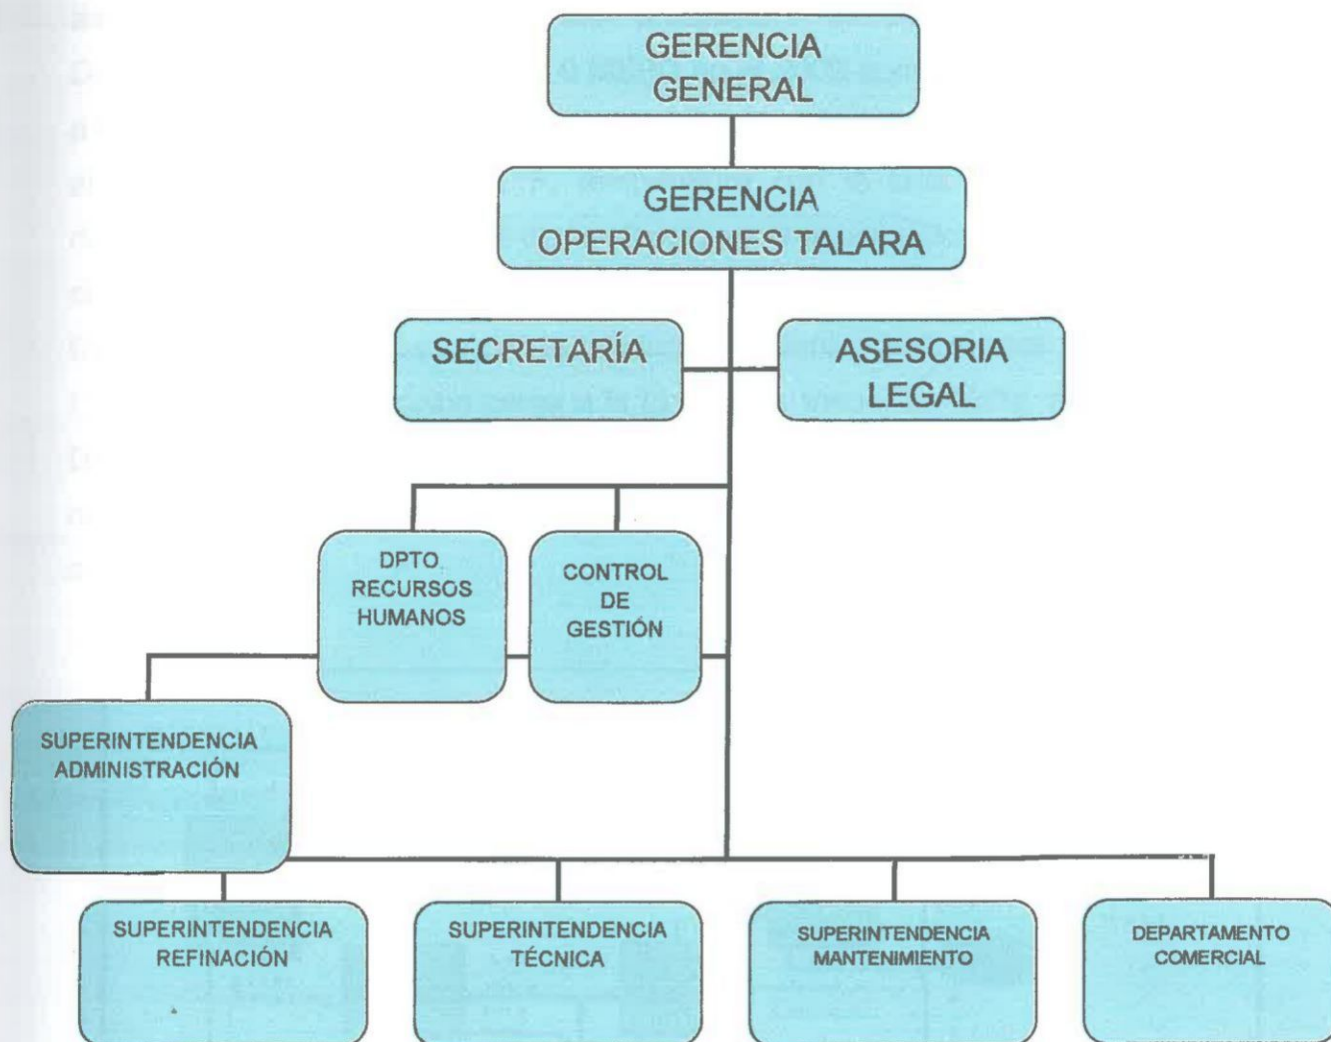 GERENCIA
GENERAL
GERENCIA
OPERACIONES TALARA
SECRETARÍA
ASESORIA
LEGAL
DPTO.
RECURSOS
HUMANOS
CONTROL
DE
GESTIÓN
SUPERINTENDENCIA
ADMINISTRACIÓN
SUPERINTENDENCIA
REFINACIÓN
SUPERINTENDENCIA
TÉCNICA
SUPERINTENDENCIA
MANTENIMIENTO
DEPARTAMENTO
COMERCIAL